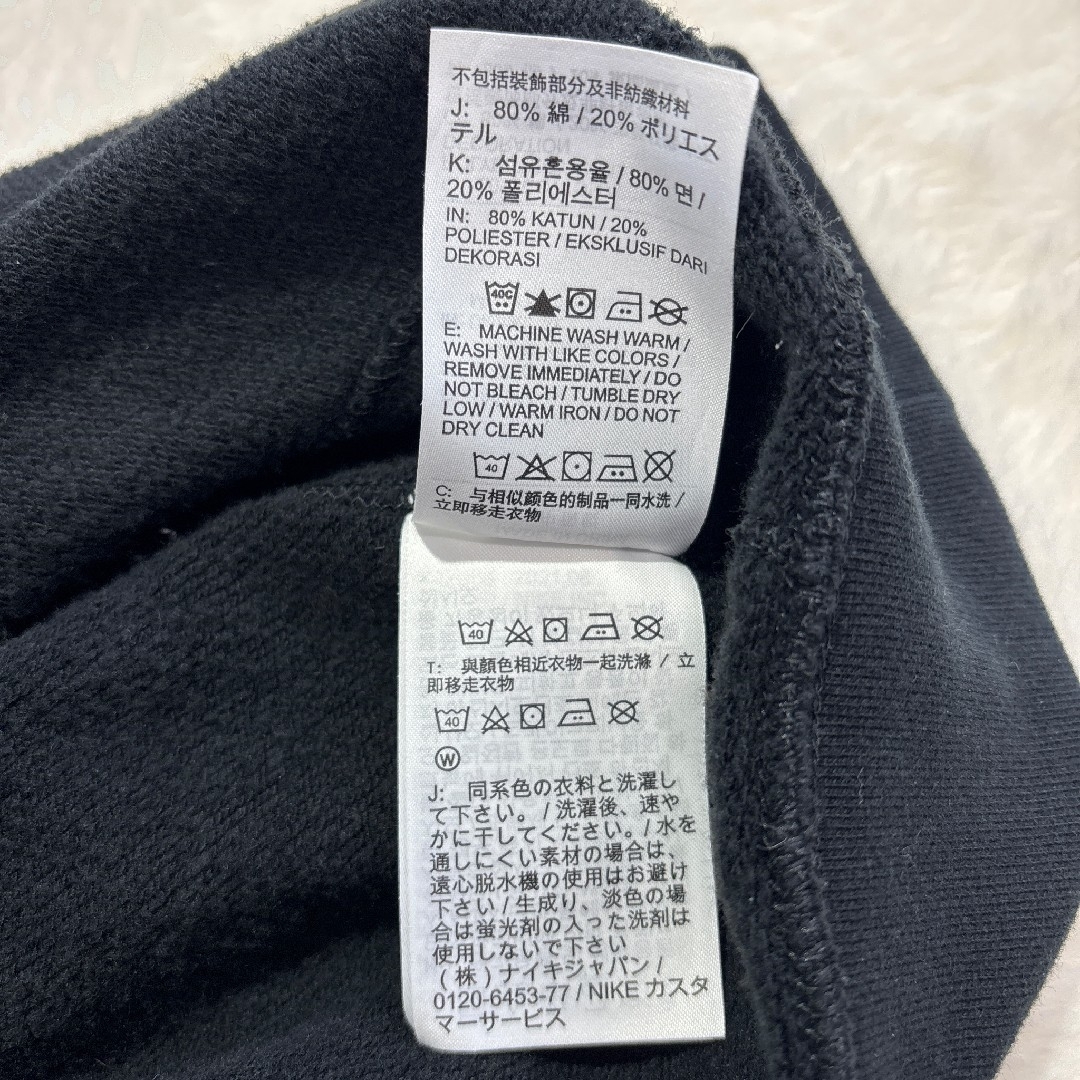 不包括裝飾部分及非紡織材料
J: 80% 綿 / 20% ポリエス
テル
K: 섬유혼용율 / 80% 면 /
20% 폴리에스터
IN: 80% KATUN / 20%
POLIESTER / EKSKLUSIF DARI
DEKORASI
40C
E: MACHINE WASH WARM /
WASH WITH LIKE COLORS /
REMOVE IMMEDIATELY / DO
NOT BLEACH / TUMBLE DRY
LOW / WARM IRON / DO NOT
DRY CLEAN
40
C: 与相似颜色的制品一同水洗 /
立即移走衣物
40
T: 與顏色相近衣物一起洗滌 / 立
即移走衣物
40
W
J: 同系色の衣料と洗濯し
て下さい。 / 洗濯後、速や
かに干してください。 / 水を
通しにくい素材の場合は、
遠心脱水機の使用はお避け
下さい / 生成り、淡色の場
合は蛍光剤の入った洗剤は
使用しないで下さい
(株) ナイキジャパン /
0120-6453-77 / NIKE カスタ
マーサービス